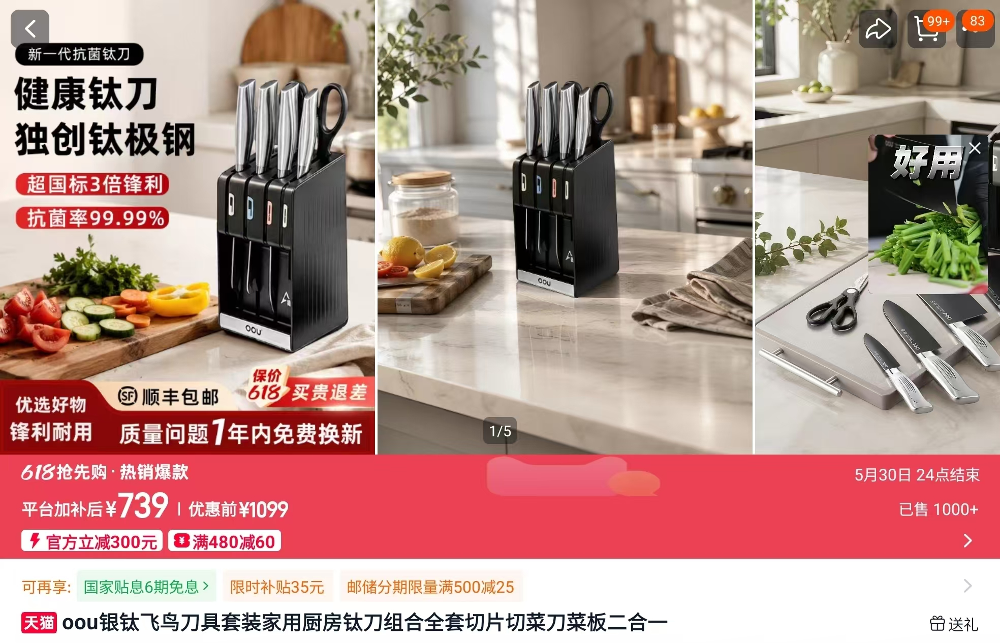 新一代抗菌钛刀
健康钛刀
独创钛极钢
超国标3倍锋利
抗菌率99.99%
oou
优选好物
锋利耐用
SF 顺丰包邮
保价
618
买贵退差
质量问题1年内免费换新
oou
1/5
99+
83
好用
oou
oou
oou
618抢先购·热销爆款
5月30日 24点结束
平台加补后¥739 | 优惠前¥1099
已售 1000+
官方立减300元
¥ 满480减60
可再享:
国家贴息6期免息>
限时补贴35元
邮储分期限量满500减25
天猫 oou银钛飞鸟刀具套装家用厨房钛刀组合全套切片切菜刀菜板二合一
送礼